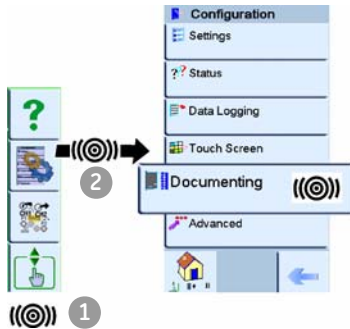 Configuration
Settings
?? Status
Data Logging
Touch Screen
Documenting
Advanced
?
2
1